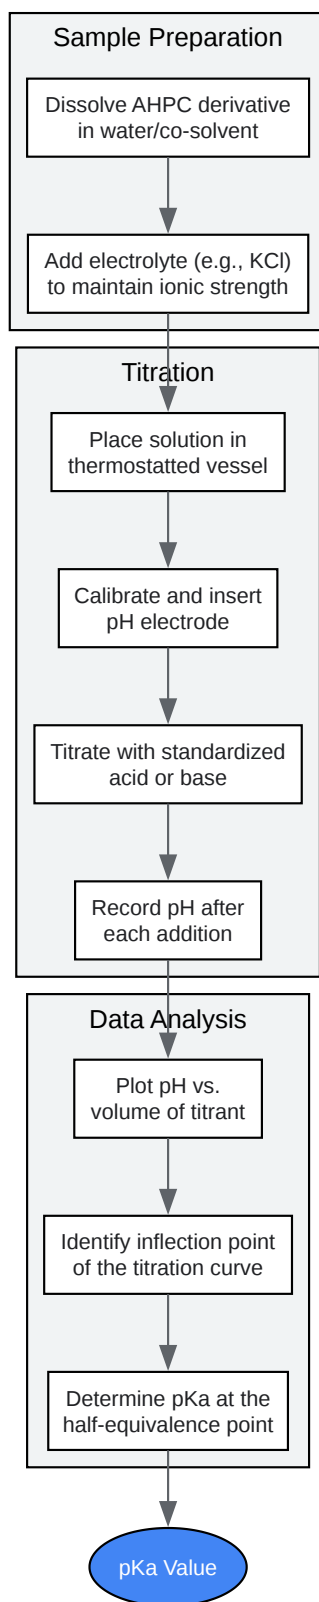 Sample Preparation
Dissolve AHPC derivative
in water/co-solvent
Add electrolyte (e.g., KCl)
to maintain ionic strength
Titration
Place solution in
thermostatted vessel
Calibrate and insert
pH electrode
Titrate with standardized
acid or base
Record pH after
each addition
Data Analysis
Plot pH vs.
volume of titrant
Identify inflection point
of the titration curve
Determine pKa at the
half-equivalence point
pKa Value